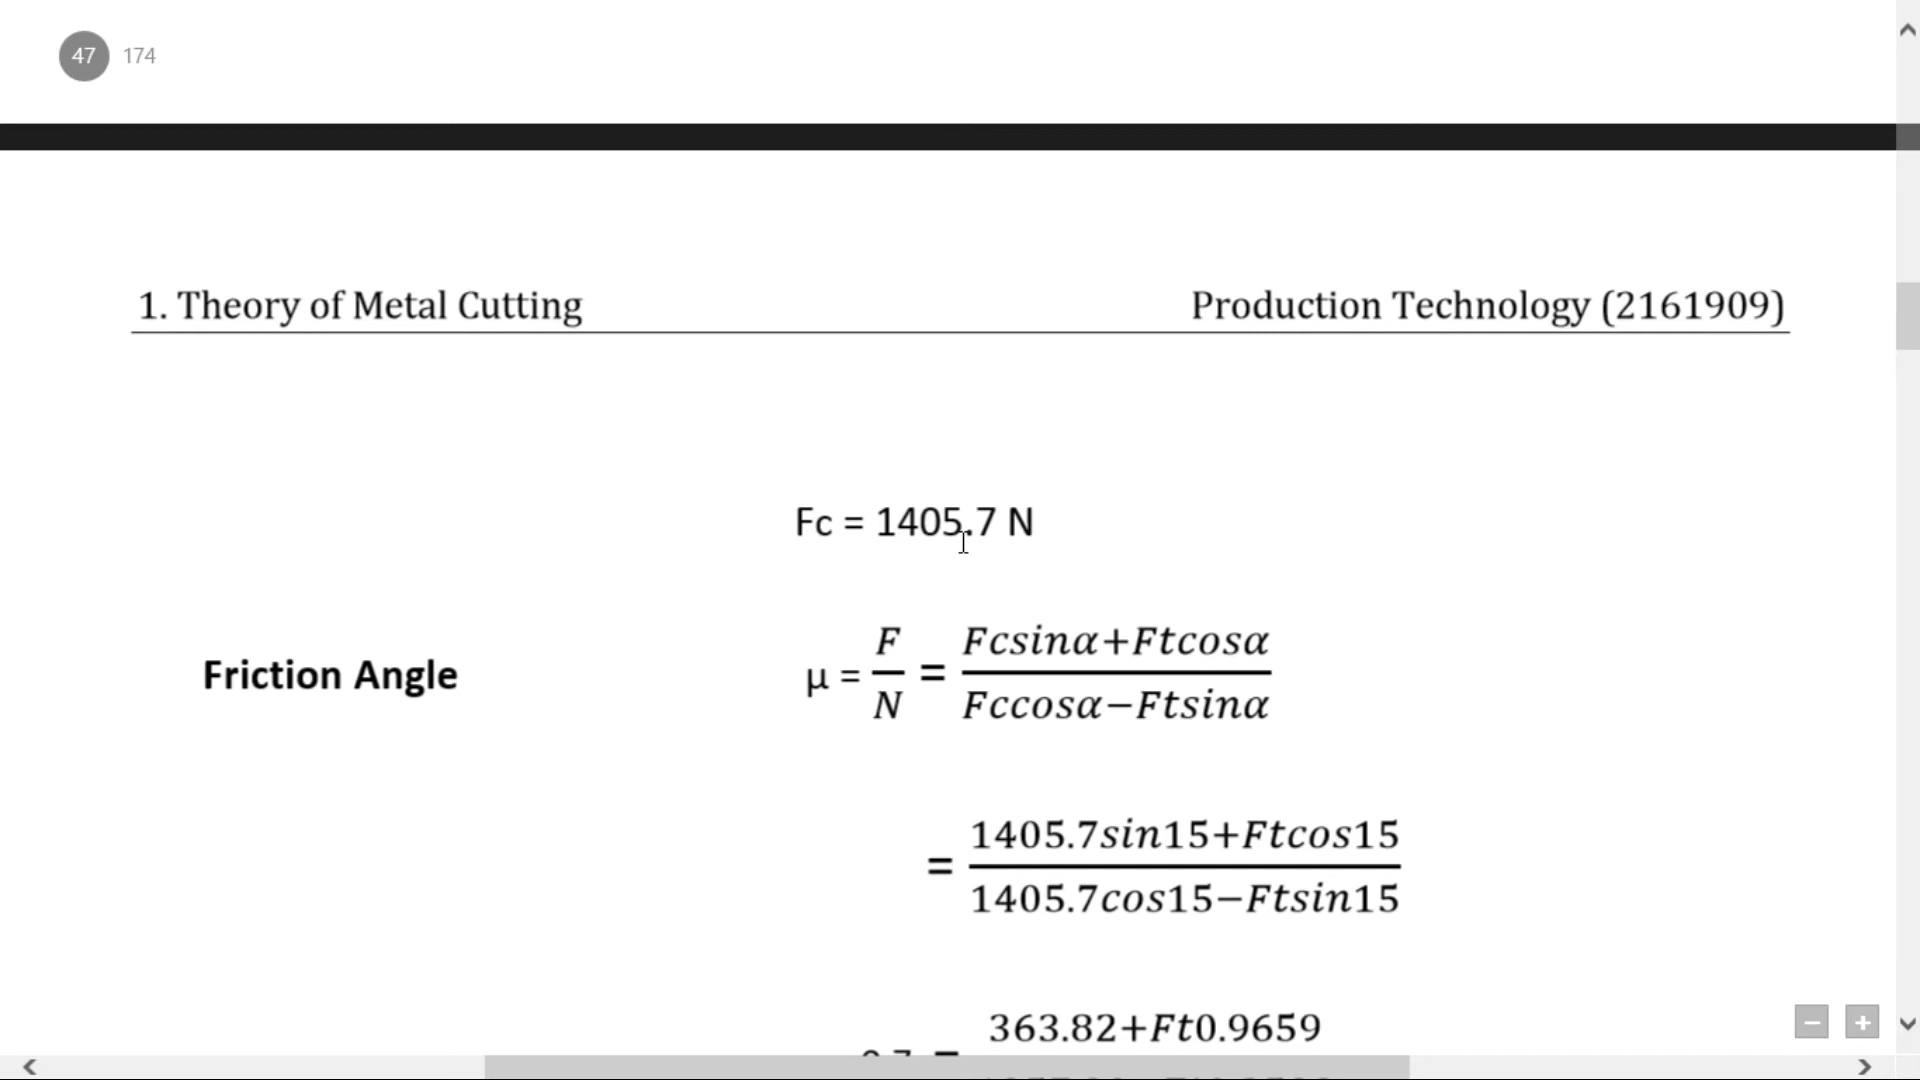 47 174
1. Theory of Metal Cutting Production Technology (2161909)
Fc = 1405.7 N
Friction Angle μ = F/N = Fcsinα+Ftcosα/Fccosα−Ftsinα
= 1405.7sin15+Ftcos15/1405.7cos15−Ftsin15
363.82+Ft0.9659